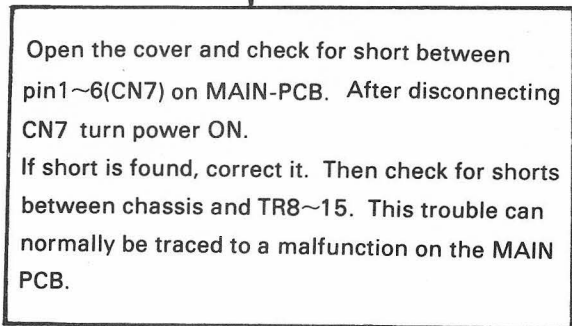 Open the cover and check for short between
pin1~6(CN7) on MAIN-PCB. After disconnecting
CN7 turn power ON.
If short is found, correct it. Then check for shorts
between chassis and TR8~15. This trouble can
normally be traced to a malfunction on the MAIN
PCB.